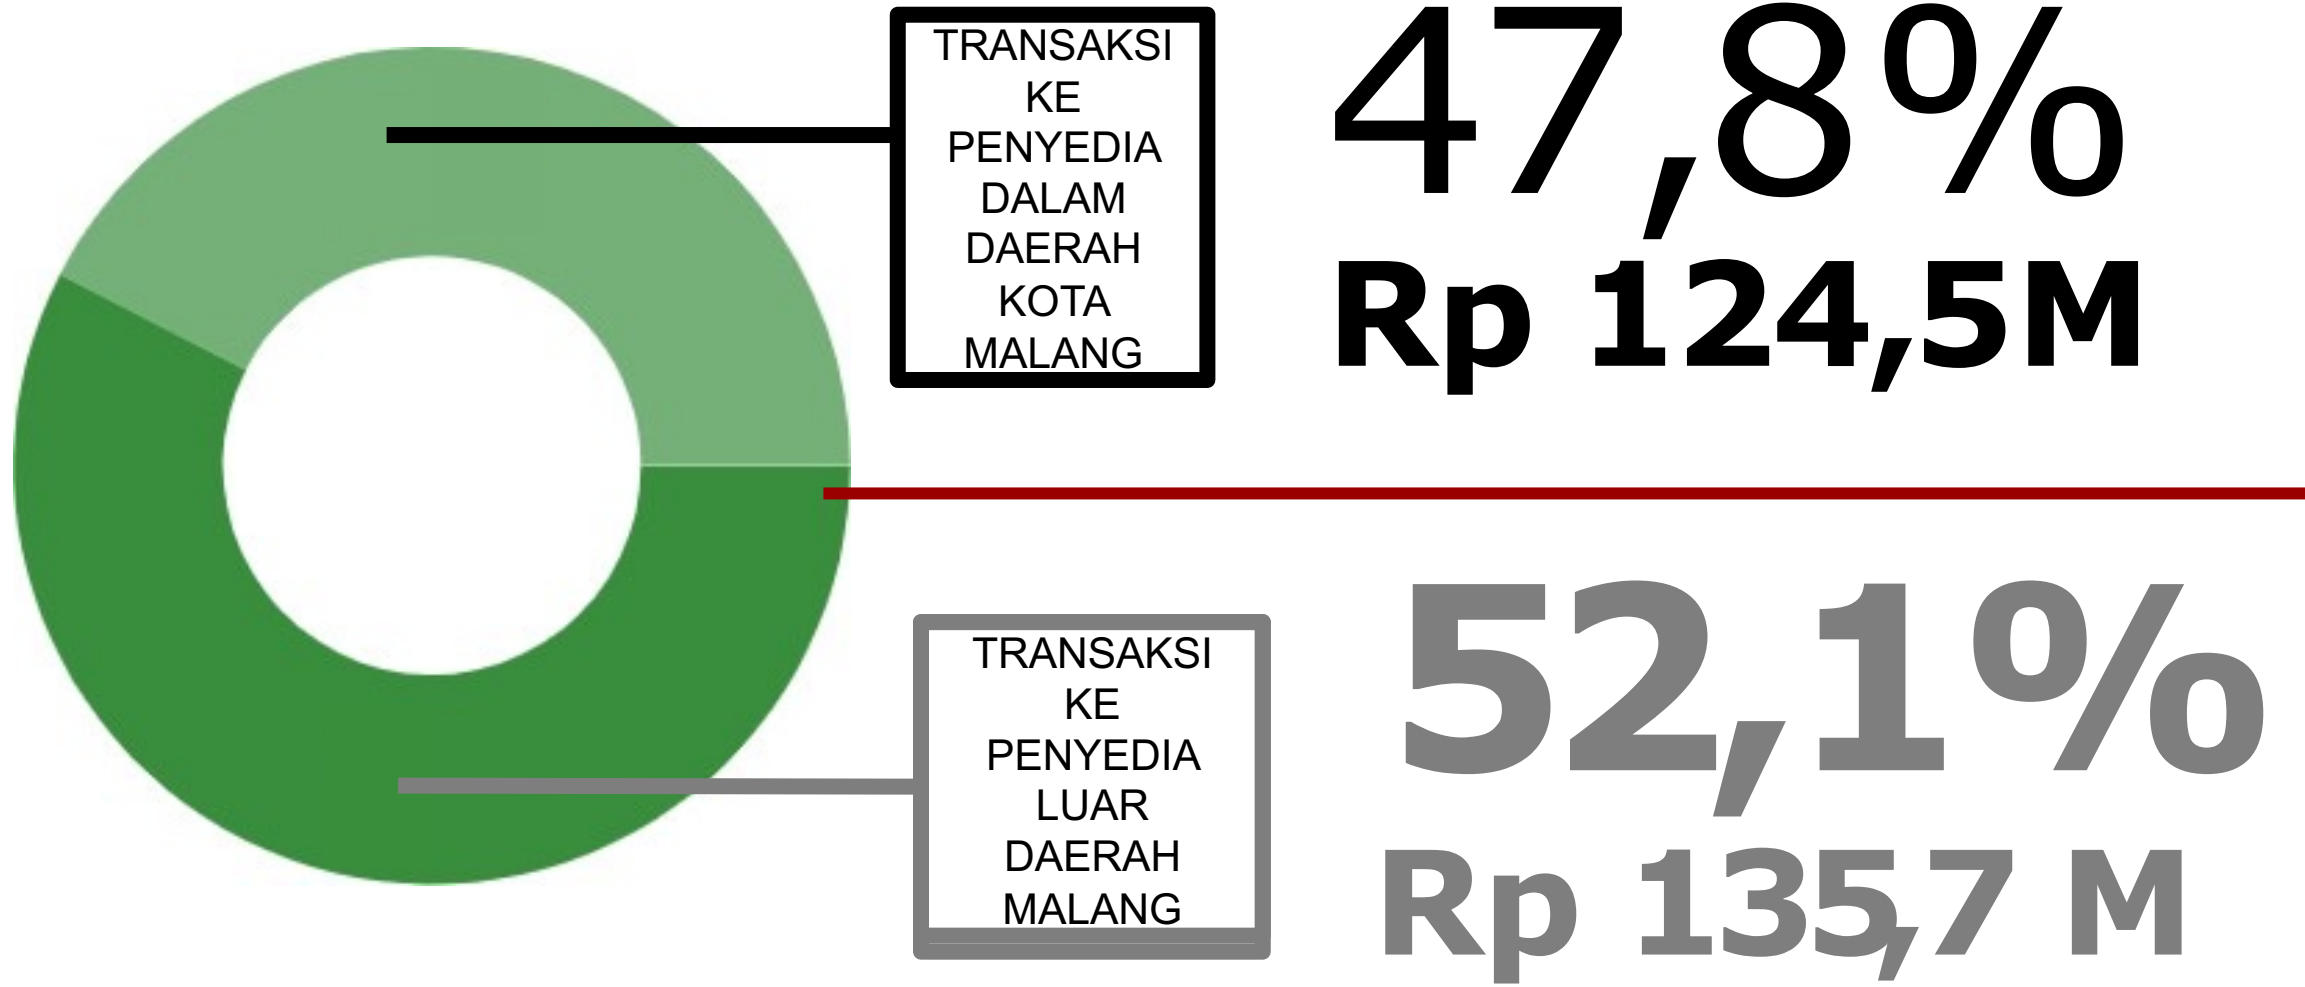 TRANSAKSI
KE
PENYEDIA
DALAM
DAERAH
KOTA
MALANG
47,8%
Rp 124,5M
TRANSAKSI
KE
PENYEDIA
LUAR
DAERAH
MALANG
52,1%
Rp 135,7 M